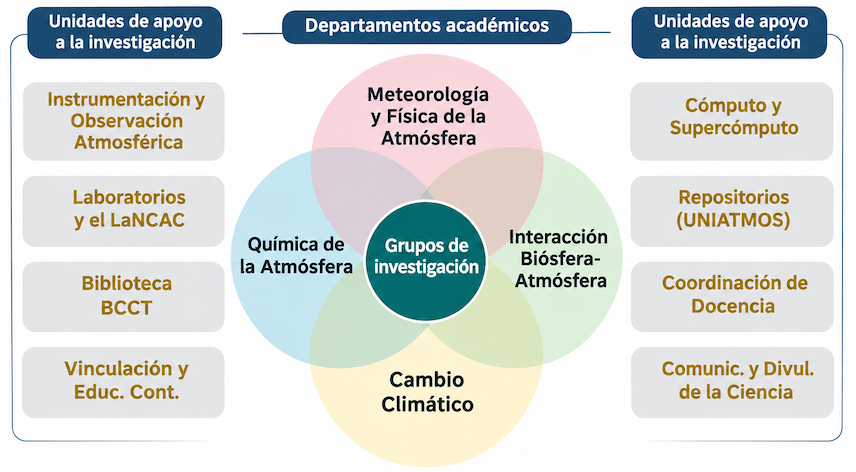 Unidades de apoyo
a la investigación
Instrumentación y
Observación
Atmosférica
Laboratorios
y el LaNCAC
Biblioteca
BCCT
Vinculación y
Educ. Cont.
Departamentos académicos
Meteorología
y Física de la
Atmósfera
Química de
la Atmósfera
Grupos de
investigación
Interacción
Biósfera-
Atmósfera
Cambio
Climático
Unidades de apoyo
a la investigación
Cómputo y
Supercómputo
Repositorios
(UNIATMOS)
Coordinación de
Docencia
Comunic. y Divul.
de la Ciencia